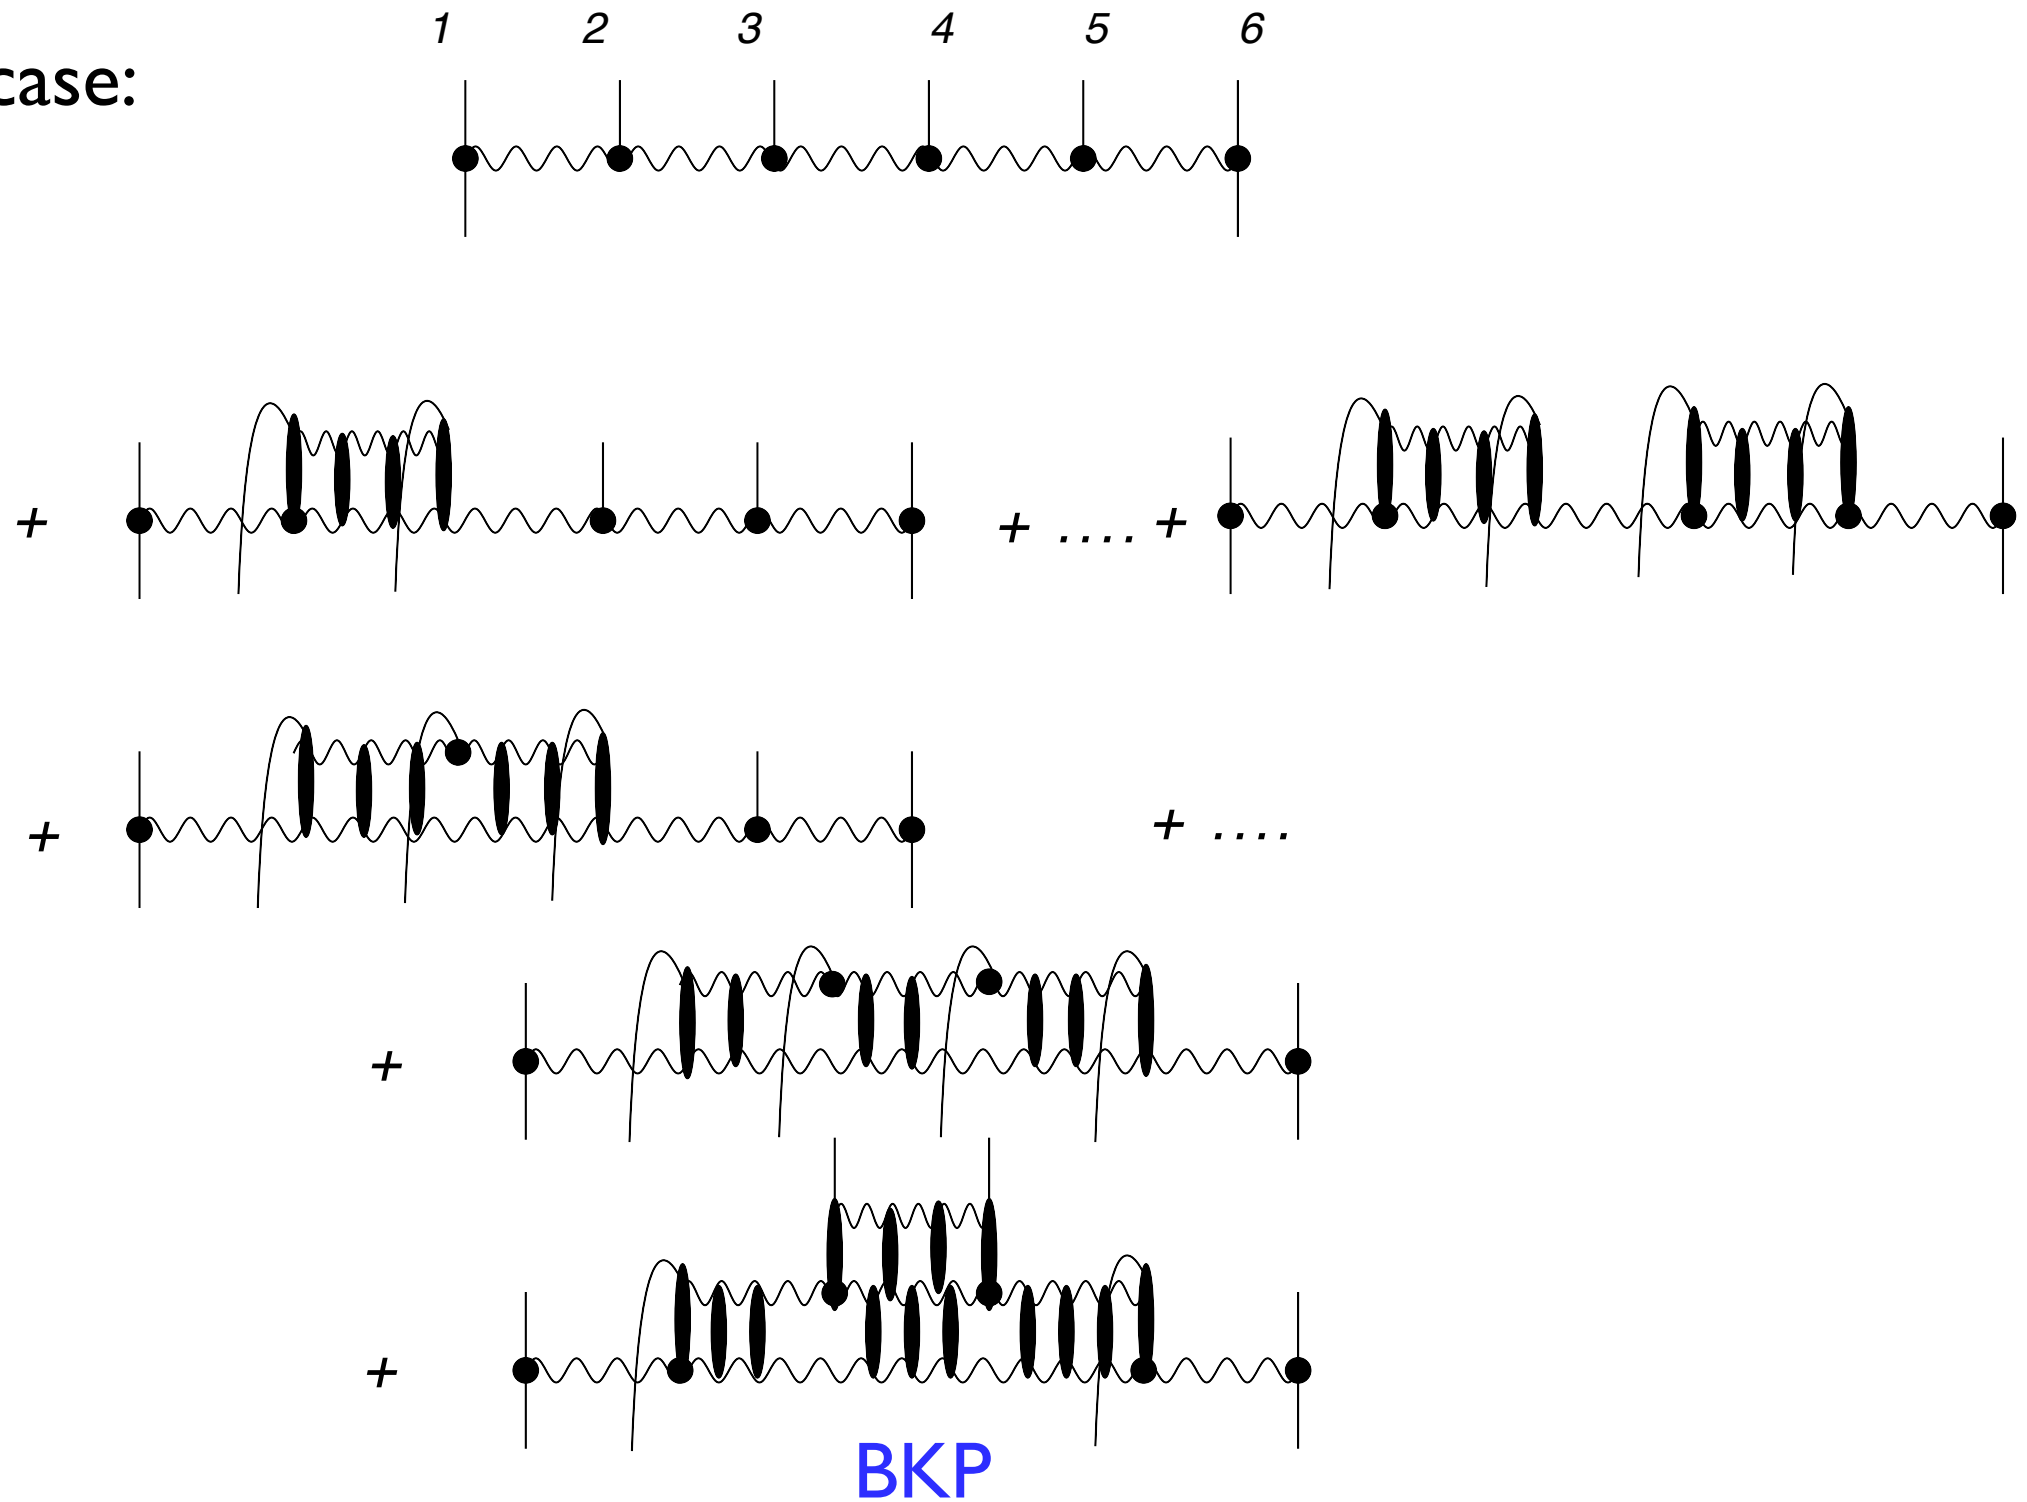 1 2 3 4 5 6
case:
+ + .... +
+ + ....
+
+
BKP